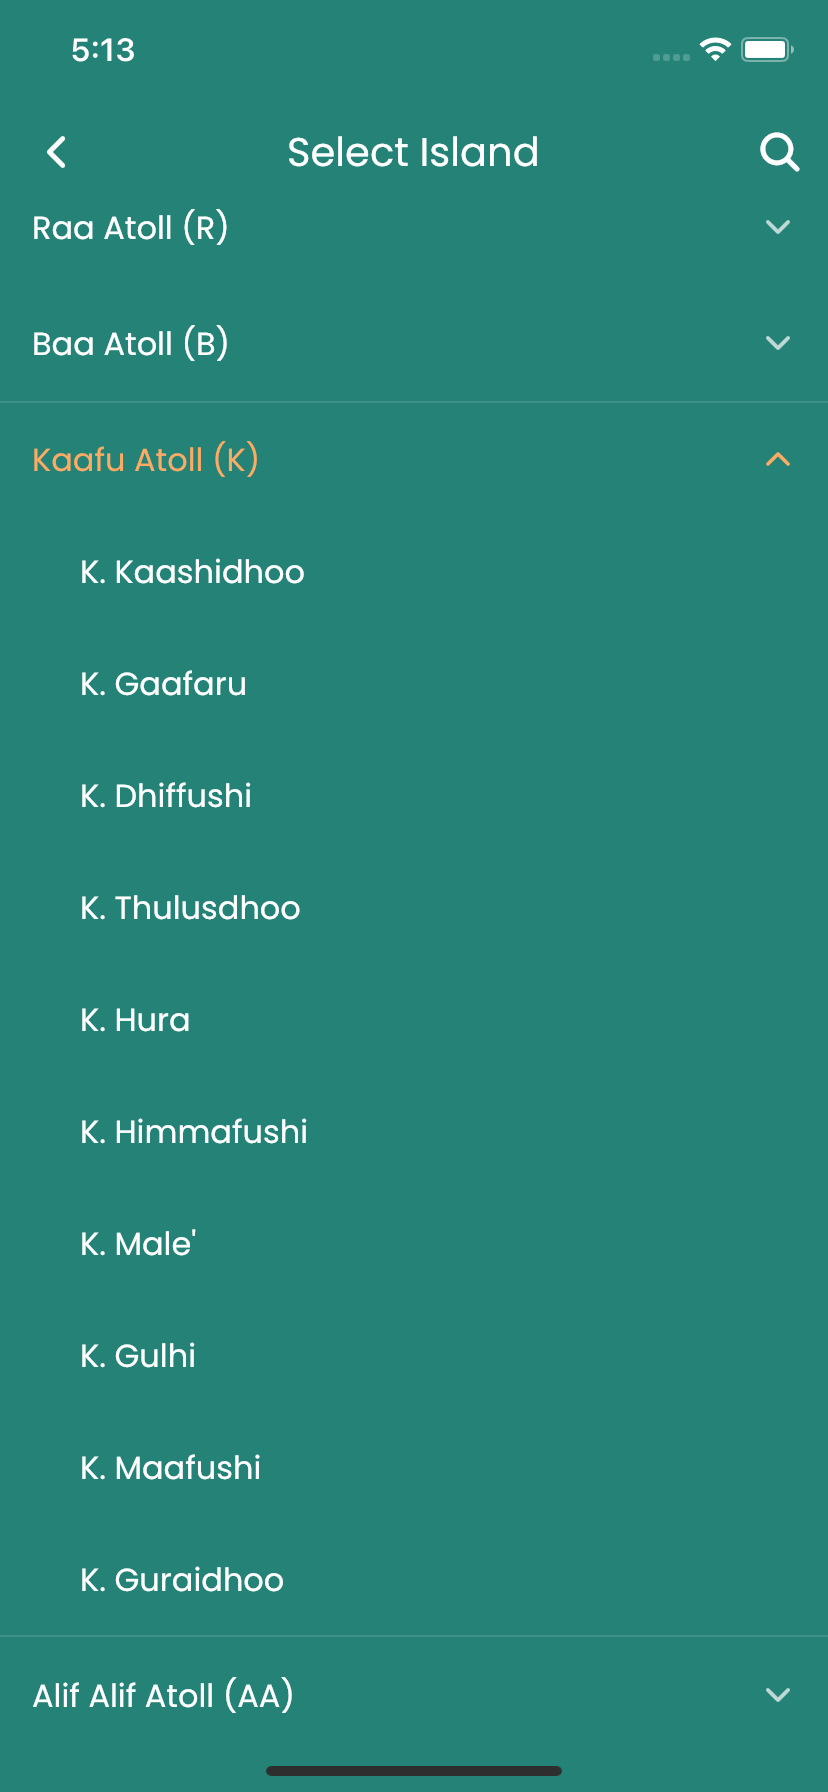 5:13
Select Island
Raa Atoll (R)
Baa Atoll (B)
Kaafu Atoll (K)
K. Kaashidhoo
K. Gaafaru
K. Dhiffushi
K. Thulusdhoo
K. Hura
K. Himmafushi
K. Male'
K. Gulhi
K. Maafushi
K. Guraidhoo
Alif Alif Atoll (AA)